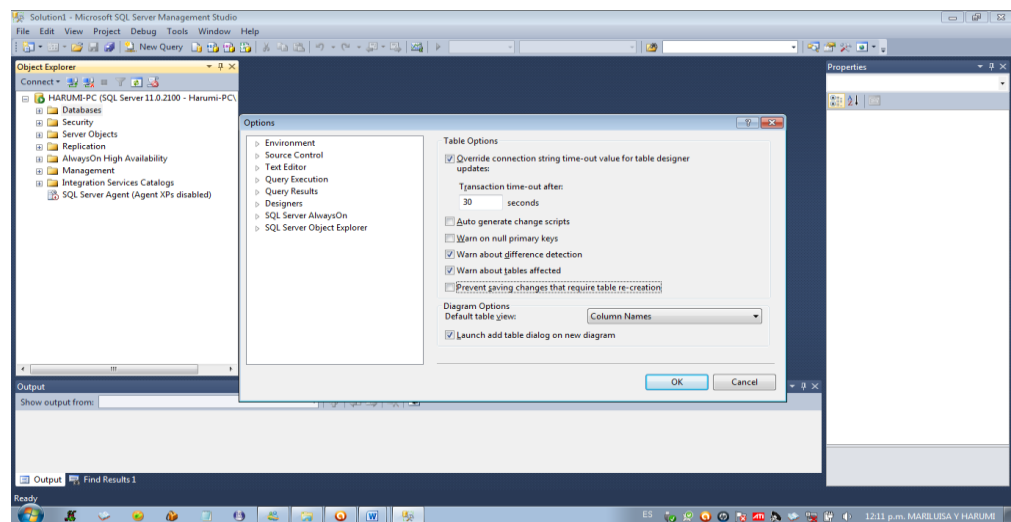 Solution1 - Microsoft SQL Server Management Studio
File Edit View Project Debug Tools Window Help
New Query
Object Explorer
Connect
HARUMI-PC (SQL Server 11.0.2100 - Harumi-PC\
Databases
Security
Server Objects
Replication
AlwaysOn High Availability
Management
Integration Services Catalogs
SQL Server Agent (Agent XPs disabled)
Options
Environment
Source Control
Text Editor
Query Execution
Query Results
Designers
SQL Server AlwaysOn
SQL Server Object Explorer
Table Options
Override connection string time-out value for table designer
updates:
Transaction time-out after:
30 seconds
Auto generate change scripts
Warn on null primary keys
Warn about difference detection
Warn about tables affected
Prevent saving changes that require table re-creation
Diagram Options
Default table view: Column Names
Launch add table dialog on new diagram
OK Cancel
Properties
Output
Show output from:
Output Find Results 1
Ready
ES 12:11 p.m. MARILUISA Y HARUMI